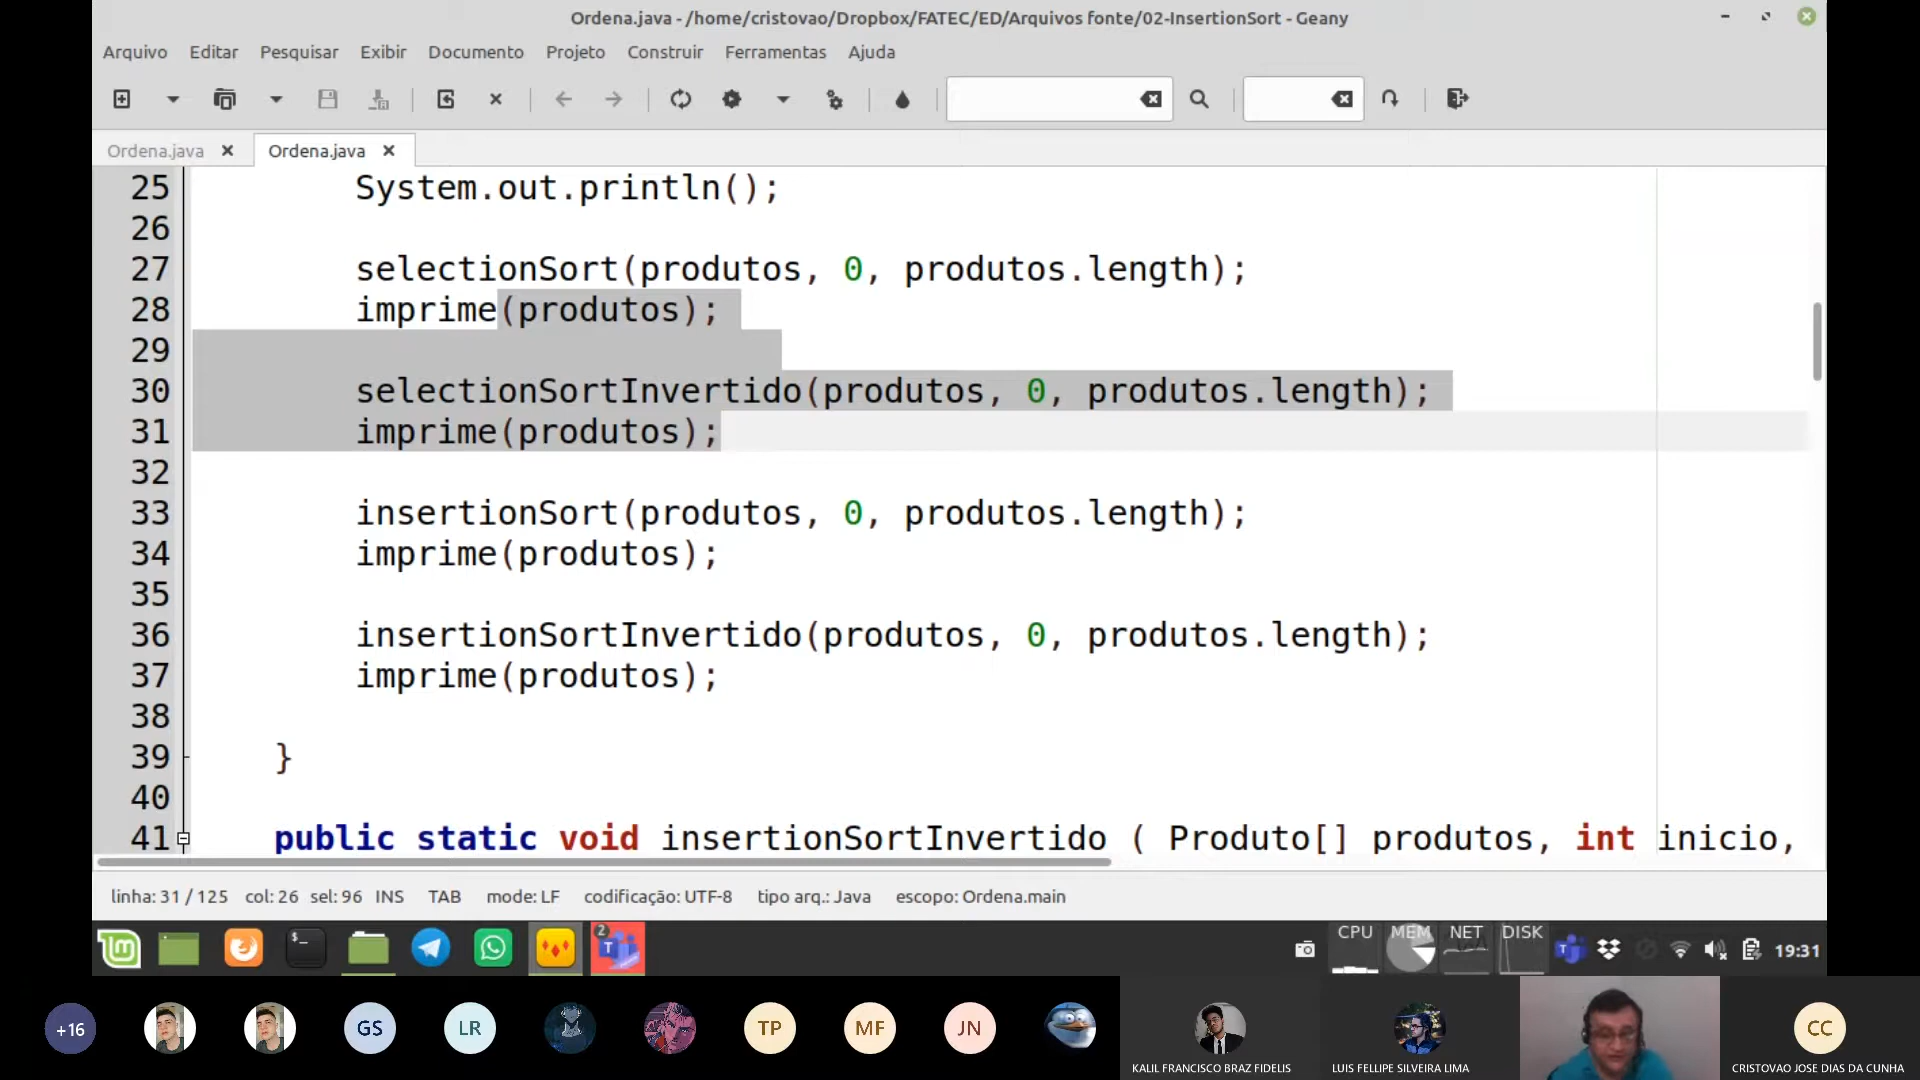 Ordena.java - /home/cristovao/Dropbox/FATEC/ED/Arquivos fonte/02-InsertionSort - Geany
Arquivo Editar Pesquisar Exibir Documento Projeto Construir Ferramentas Ajuda
Ordena.java Ordena.java
25 System.out.println();
26
27 selectionSort(produtos, 0, produtos.length);
28 imprime(produtos);
29
30 selectionSortInvertido(produtos, 0, produtos.length);
31 imprime(produtos);
32
33 insertionSort(produtos, 0, produtos.length);
34 imprime(produtos);
35
36 insertionSortInvertido(produtos, 0, produtos.length);
37 imprime(produtos);
38
39 }
40
41 public static void insertionSortInvertido ( Produto[] produtos, int inicio,
linha: 31 / 125 col: 26 sel: 96 INS TAB mode: LF codificação: UTF-8 tipo arq.: Java escopo: Ordena.main
2 T CPU MEM NET DISK 19:31
+16 GS LR TP MF JN CC
KALIL FRANCISCO BRAZ FIDELIS LUIS FELLIPE SILVEIRA LIMA CRISTOVAO JOSE DIAS DA CUNHA